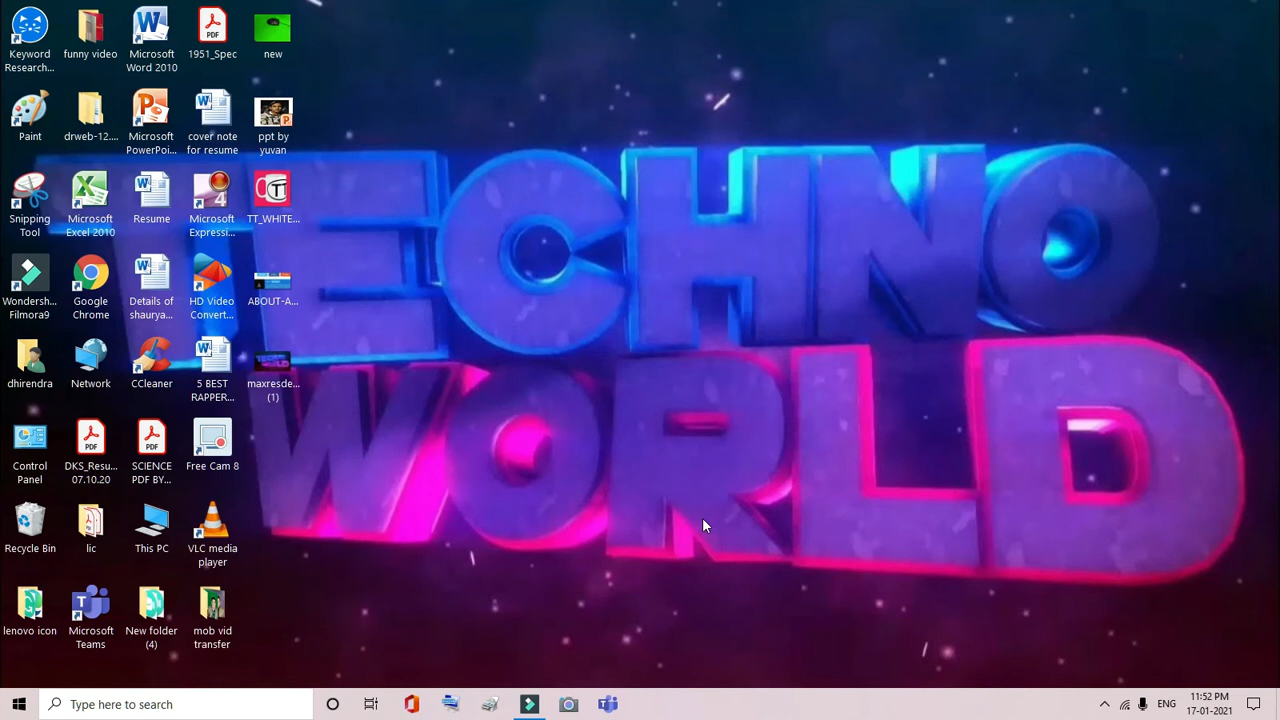 Keyword
Research...
funny video
Microsoft
Word 2010
1951_Spec
new
Paint
drweb-12....
Microsoft
PowerPoi...
cover note
for resume
ppt by
yuvan
Snipping
Tool
Microsoft
Excel 2010
Resume
Microsoft
Expressi...
TT_WHITE...
Wondersh...
Filmora9
Google
Chrome
Details of
shaurya...
HD Video
Convert...
ABOUT-A...
dhirendra
Network
CCleaner
5 BEST
RAPPER...
maxresde...
(1)
Control
Panel
DKS_Resu...
07.10.20
SCIENCE
PDF BY...
Free Cam 8
Recycle Bin
lic
This PC
VLC media
player
lenovo icon
Microsoft
Teams
New folder
(4)
mob vid
transfer
TECHNO
WORLD
Type here to search
ENG
11:52 PM
17-01-2021